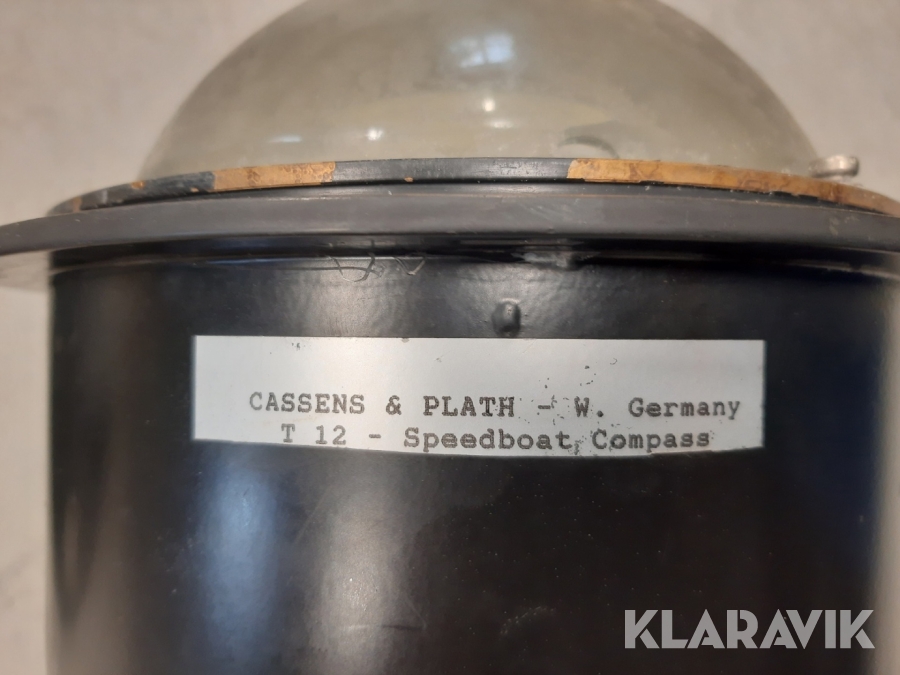 CASSENS & PLATH - W. Germany
T 12 - Speedboat Compass
KLARAVIK